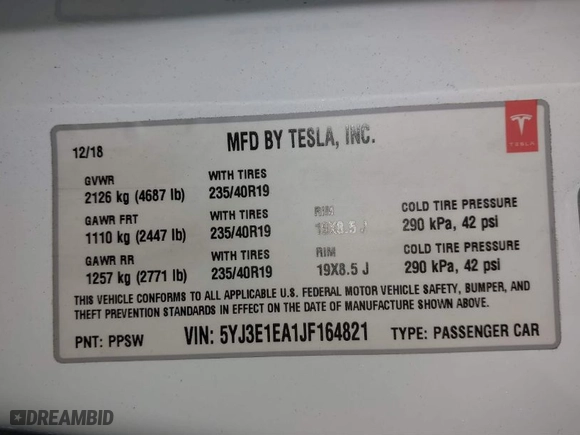 12/18
MFD BY TESLA, INC.
TESLA
GVWR WITH TIRES
2126 kg (4687 lb) 235/40R19
GAWR FRT WITH TIRES RIM COLD TIRE PRESSURE
1110 kg (2447 lb) 235/40R19 19X8.5 J 290 kPa, 42 psi
GAWR RR WITH TIRES RIM COLD TIRE PRESSURE
1257 kg (2771 lb) 235/40R19 19X8.5 J 290 kPa, 42 psi
THIS VEHICLE CONFORMS TO ALL APPLICABLE U.S. FEDERAL MOTOR VEHICLE SAFETY, BUMPER, AND
THEFT PREVENTION STANDARDS IN EFFECT ON THE DATE OF MANUFACTURE SHOWN ABOVE.
PNT: PPSW VIN: 5YJ3E1EA1JF164821 TYPE: PASSENGER CAR
DREAMBID